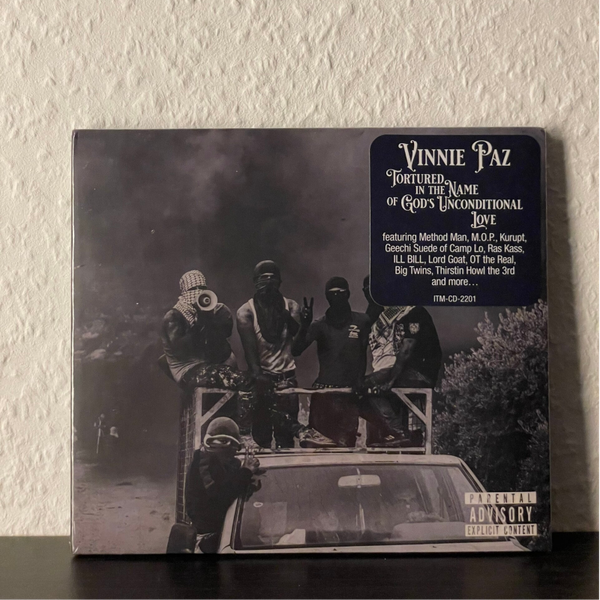 VINNIE PAZ
TORTURED
IN THE NAME
OF GOD'S UNCONDITIONAL
LOVE
featuring Method Man, M.O.P., Kurupt,
Geechi Suede of Camp Lo, Ras Kass,
ILL BILL, Lord Goat, OT the Real,
Big Twins, Thirstin Howl the 3rd
and more...
ITM-CD-2201
PARENTAL
ADVISORY
EXPLICIT CONTENT